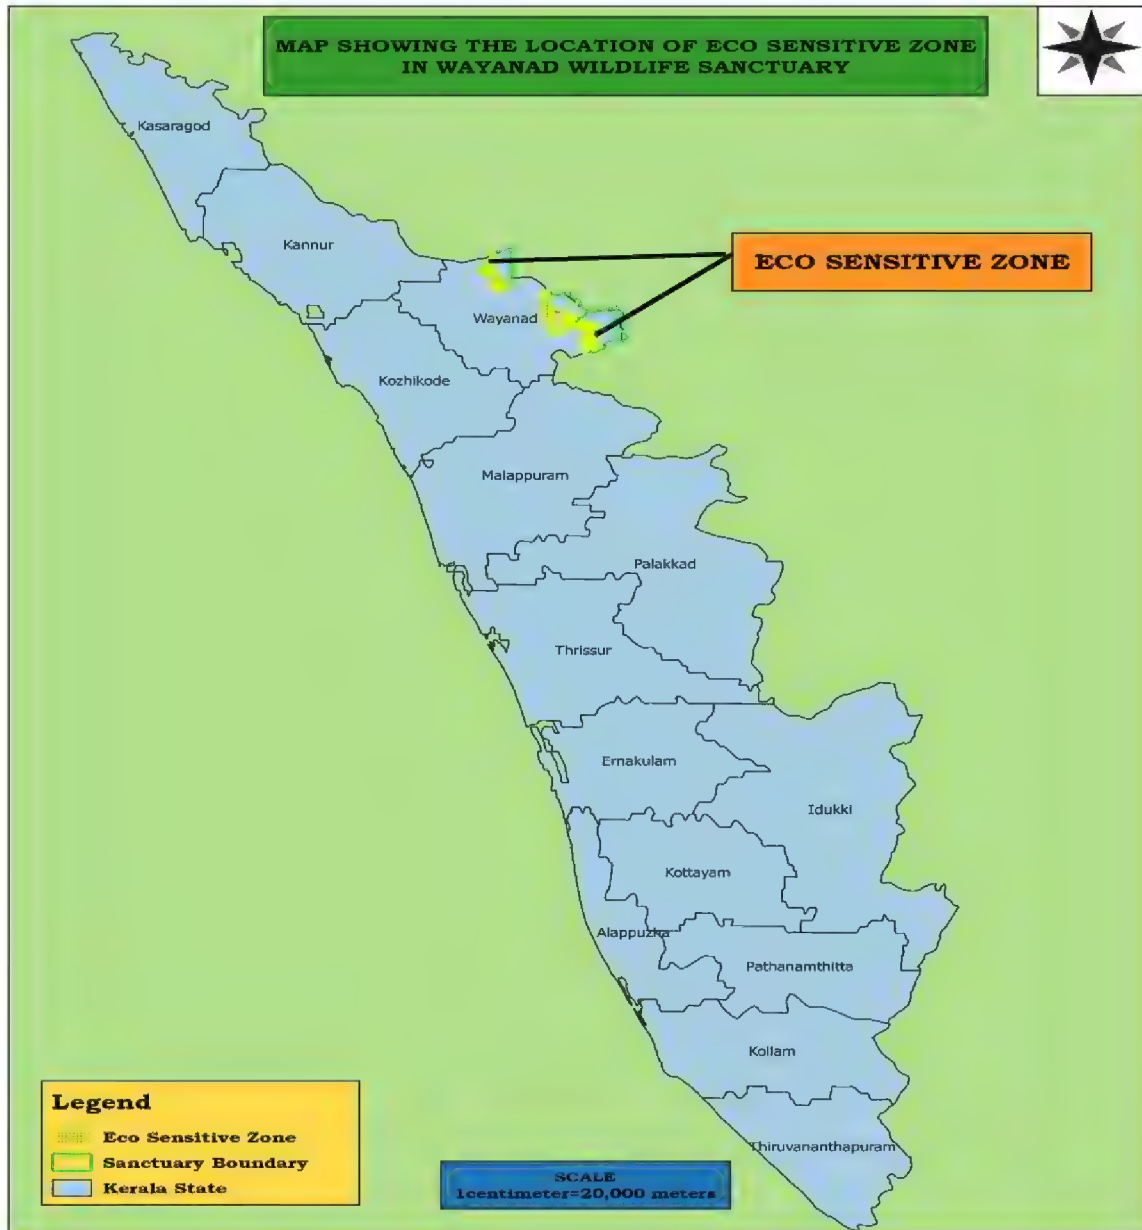 MAP SHOWING THE LOCATION OF ECO SENSITIVE ZONE
IN WAYANAD WILDLIFE SANCTUARY
Kasaragod
Kannur
ECO SENSITIVE ZONE
Wayanad
Kozhikode
Malappuram
Palakkad
Thrissur
Ernakulam
Idukki
Kottayam
Alappuzha
Pathanamthitta
Kollam
Thiruvananthapuram
Legend
Eco Sensitive Zone
Sanctuary Boundary
Kerala State
SCALE
1centimeter=20,000 meters